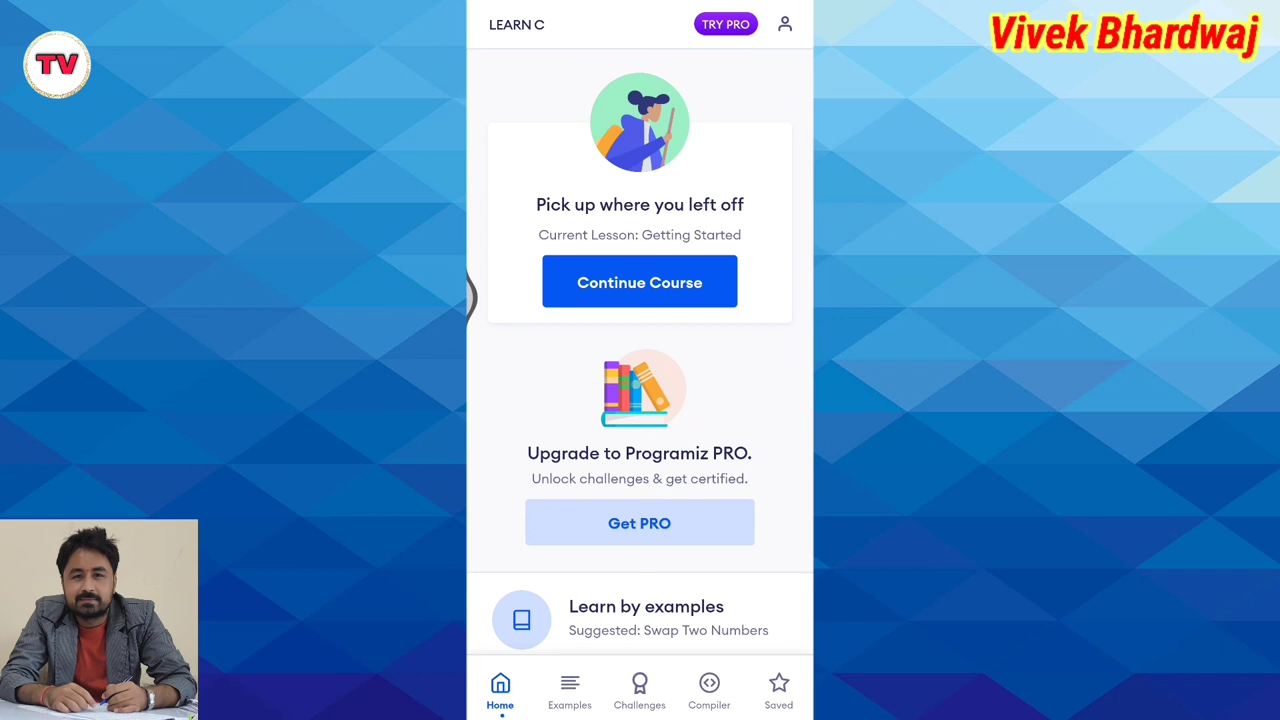 TV
Vivek Bhardwaj
LEARN C
TRY PRO
Pick up where you left off
Current Lesson: Getting Started
Continue Course
Upgrade to Programiz PRO.
Unlock challenges & get certified.
Get PRO
Learn by examples
Suggested: Swap Two Numbers
Home
Examples
Challenges
Compiler
Saved